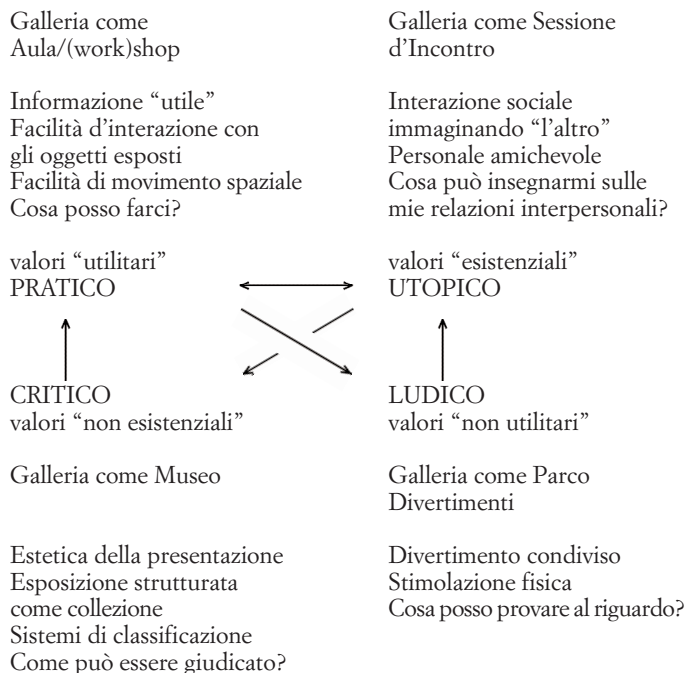 Galleria come
Aula/(work)shop
Galleria come Sessione
d’Incontro
Informazione “utile”
Facilità d’interazione con
gli oggetti esposti
Facilità di movimento spaziale
Cosa posso farci?
Interazione sociale
immaginando “l’altro”
Personale amichevole
Cosa può insegnarmi sulle
mie relazioni interpersonali?
valori “utilitari”
PRATICO
valori “esistenziali”
UTOPICO
CRITICO
valori “non esistenziali”
LUDICO
valori “non utilitari”
Galleria come Museo
Galleria come Parco
Divertimenti
Estetica della presentazione
Esposizione strutturata
come collezione
Sistemi di classificazione
Come può essere giudicato?
Divertimento condiviso
Stimolazione fisica
Cosa posso provare al riguardo?